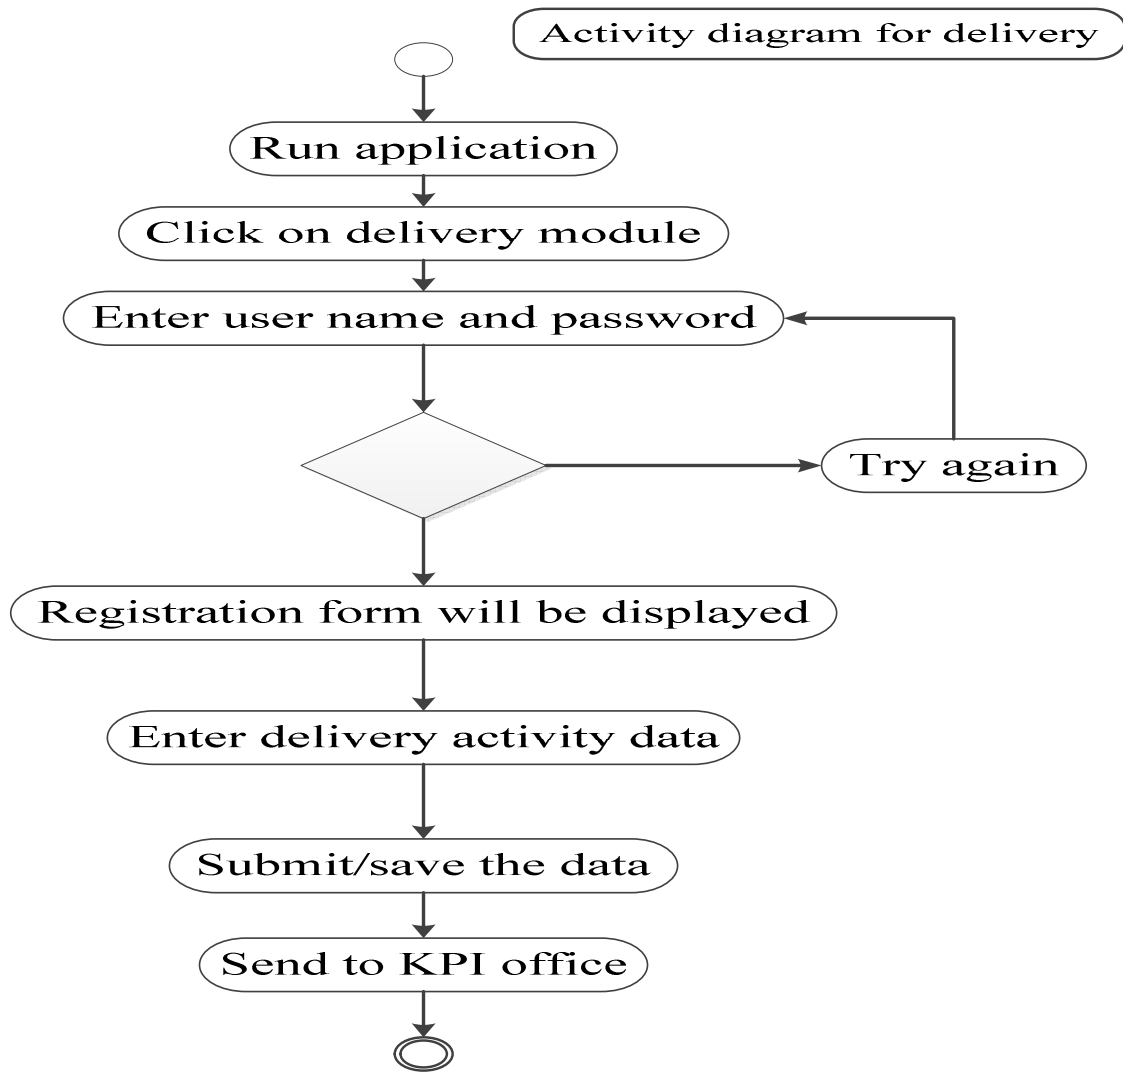 Activity diagram for delivery
Run application
Click on delivery module
Enter user name and password
Try again
Registration form will be displayed
Enter delivery activity data
Submit/save the data
Send to KPI office